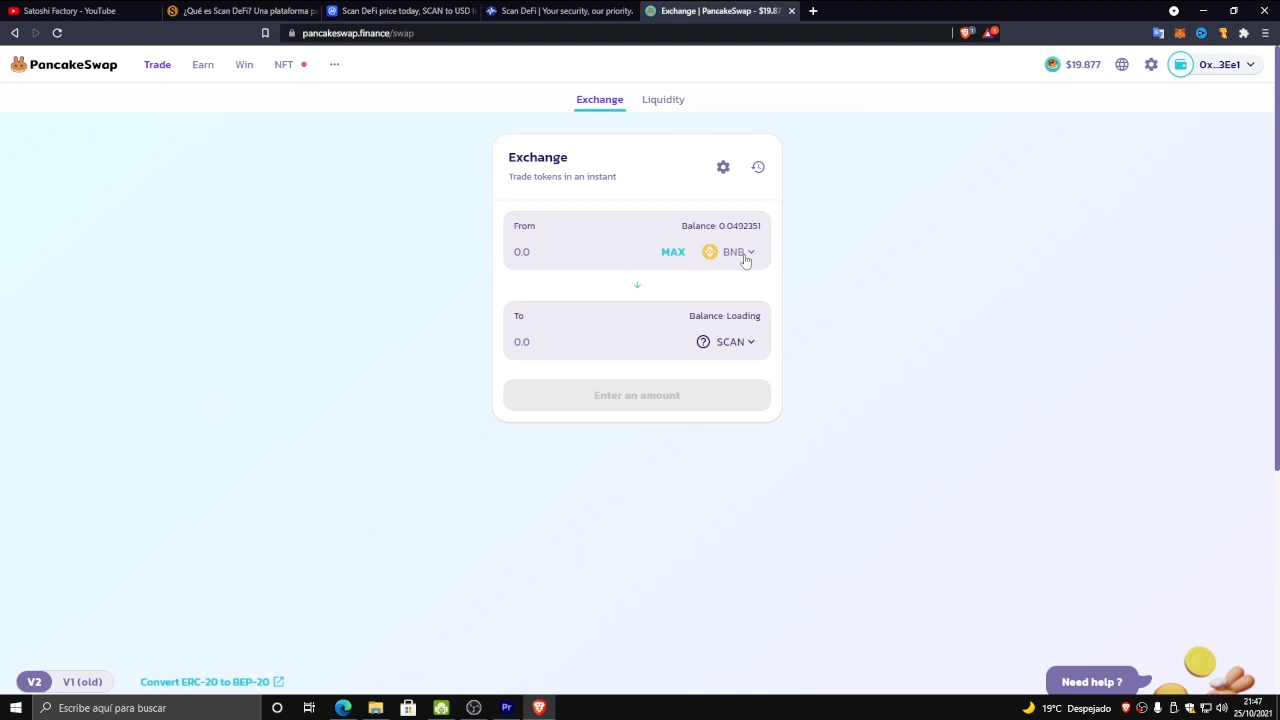 Satoshi Factory - YouTube
¿Qué es Scan DeFi? Una plataforma p
Scan DeFi price today, SCAN to USD l
Scan DeFi | Your security, our priority.
Exchange | PancakeSwap - $19.87
pancakeswap.finance/swap
PancakeSwap
Trade
Earn
Win
NFT
$19.877
0x...3Ee1
Exchange
Liquidity
Exchange
Trade tokens in an instant
From
Balance: 0.0492351
0.0
MAX
BNB
To
Balance: Loading
0.0
SCAN
Enter an amount
V2
V1 (old)
Convert ERC-20 to BEP-20
Need help ?
Escribe aquí para buscar
Pr
19°C Despejado
21:47
25/10/2021